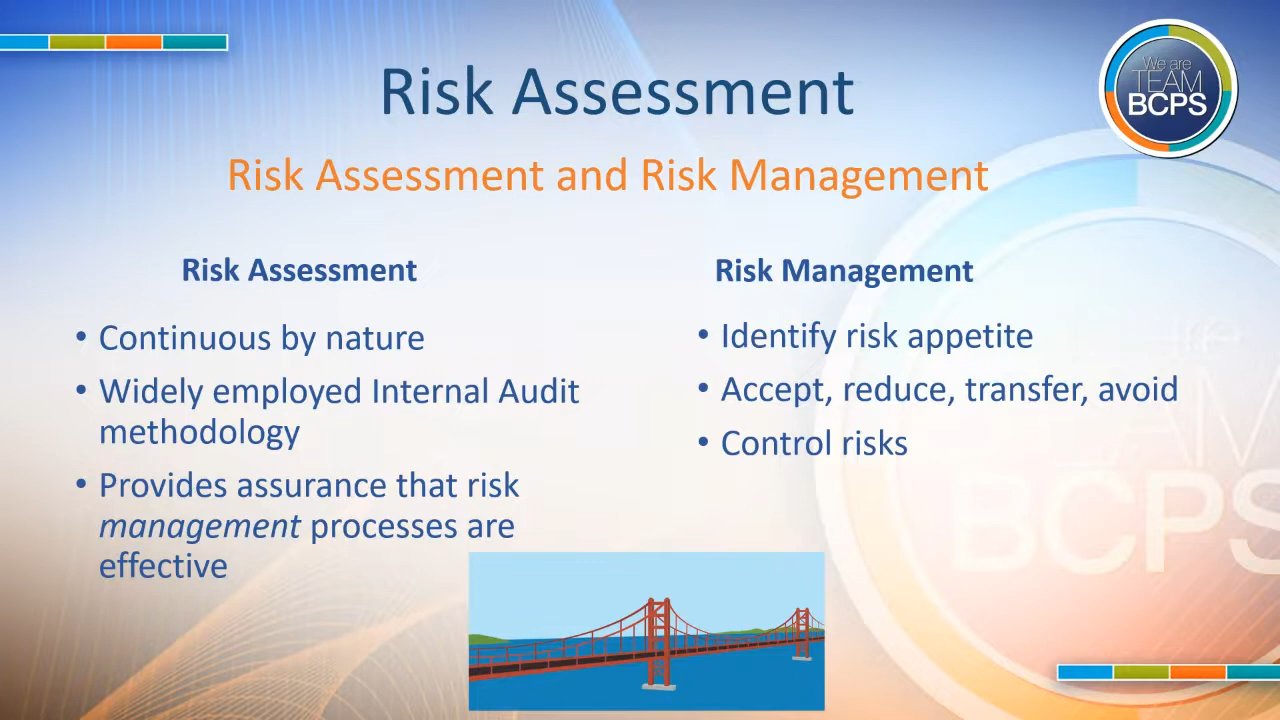 We are
TEAM
BCPS
Risk Assessment
Risk Assessment and Risk Management
Risk Assessment
• Continuous by nature
• Widely employed Internal Audit
methodology
• Provides assurance that risk
management processes are
effective
Risk Management
• Identify risk appetite
• Accept, reduce, transfer, avoid
• Control risks
TEAM
BCPS